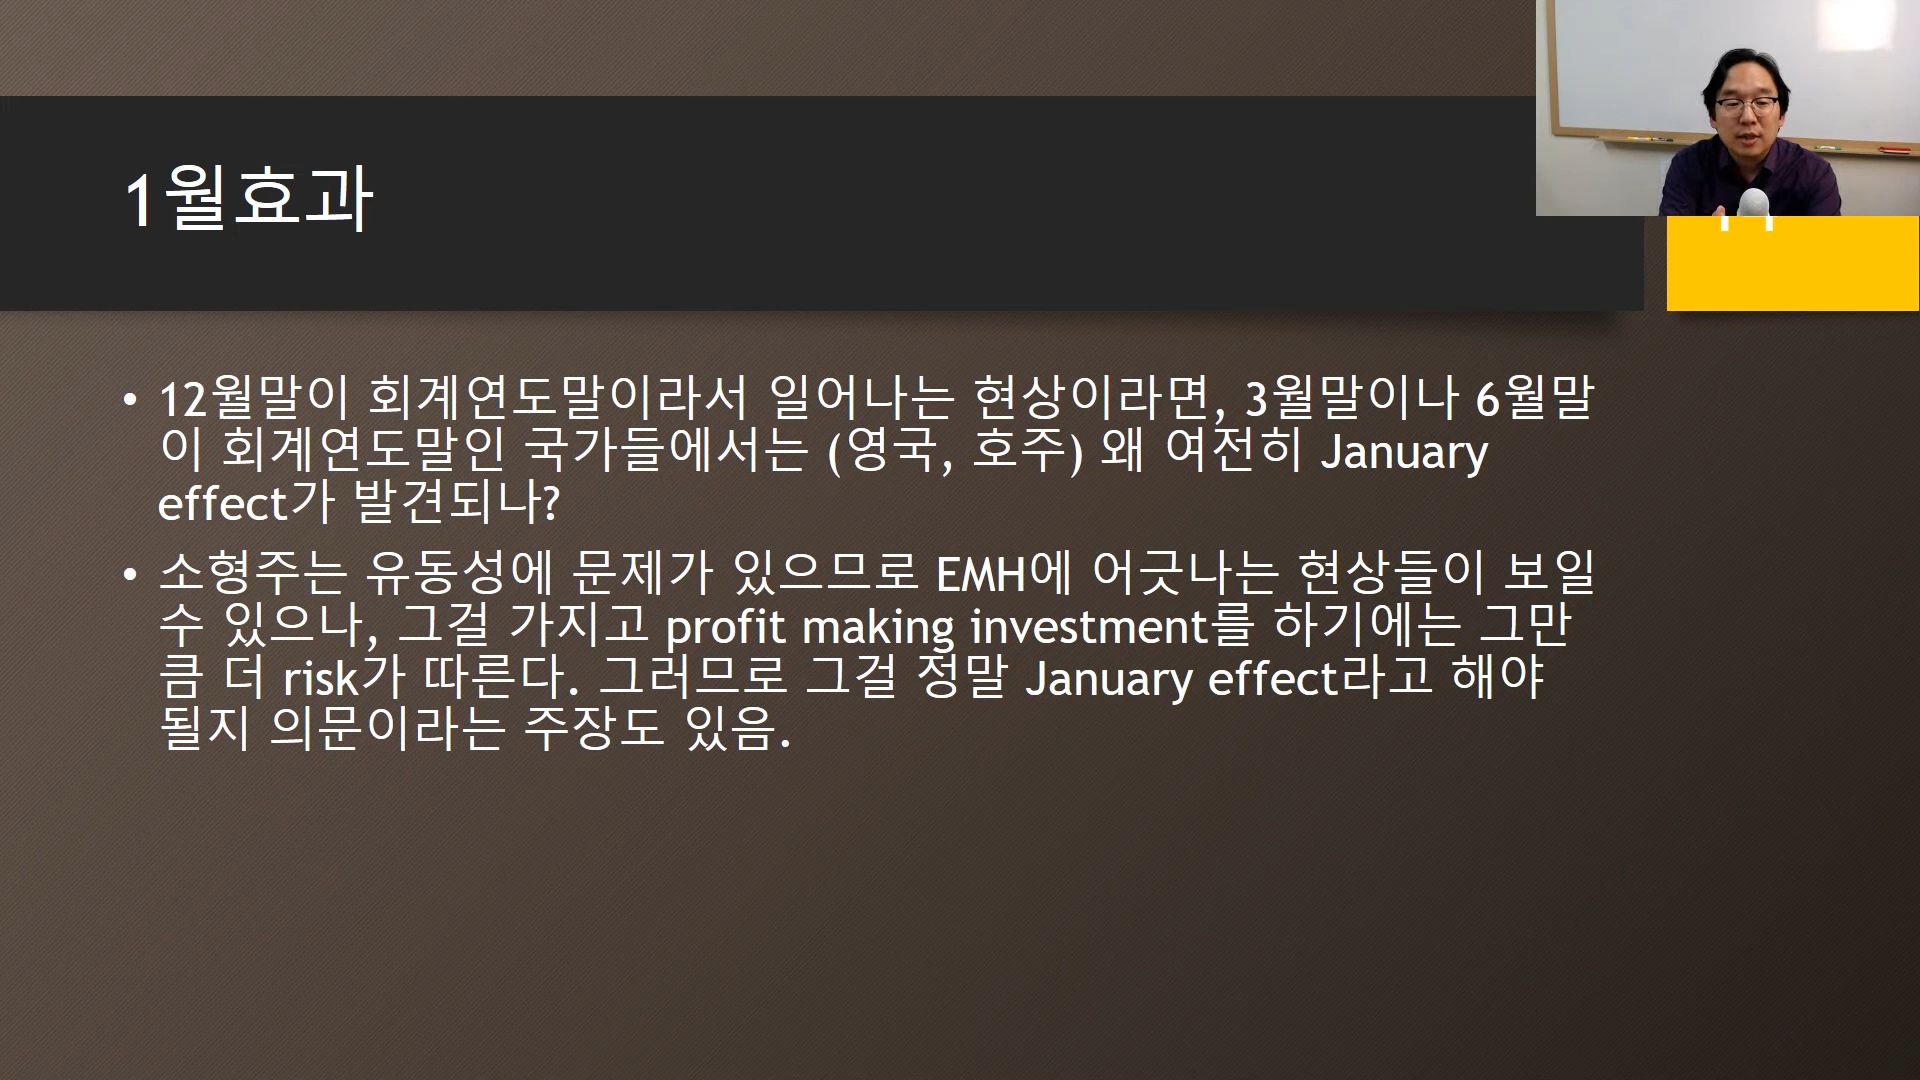 1월효과
• 12월말이 회계연도말이라서 일어나는 현상이라면, 3월말이나 6월말
이 회계연도말인 국가들에서는 (영국, 호주) 왜 여전히 January
effect가 발견되나?
• 소형주는 유동성에 문제가 있으므로 EMH에 어긋나는 현상들이 보일
수 있으나, 그걸 가지고 profit making investment를 하기에는 그만
큼 더 risk가 따른다. 그러므로 그걸 정말 January effect라고 해야
될지 의문이라는 주장도 있음.